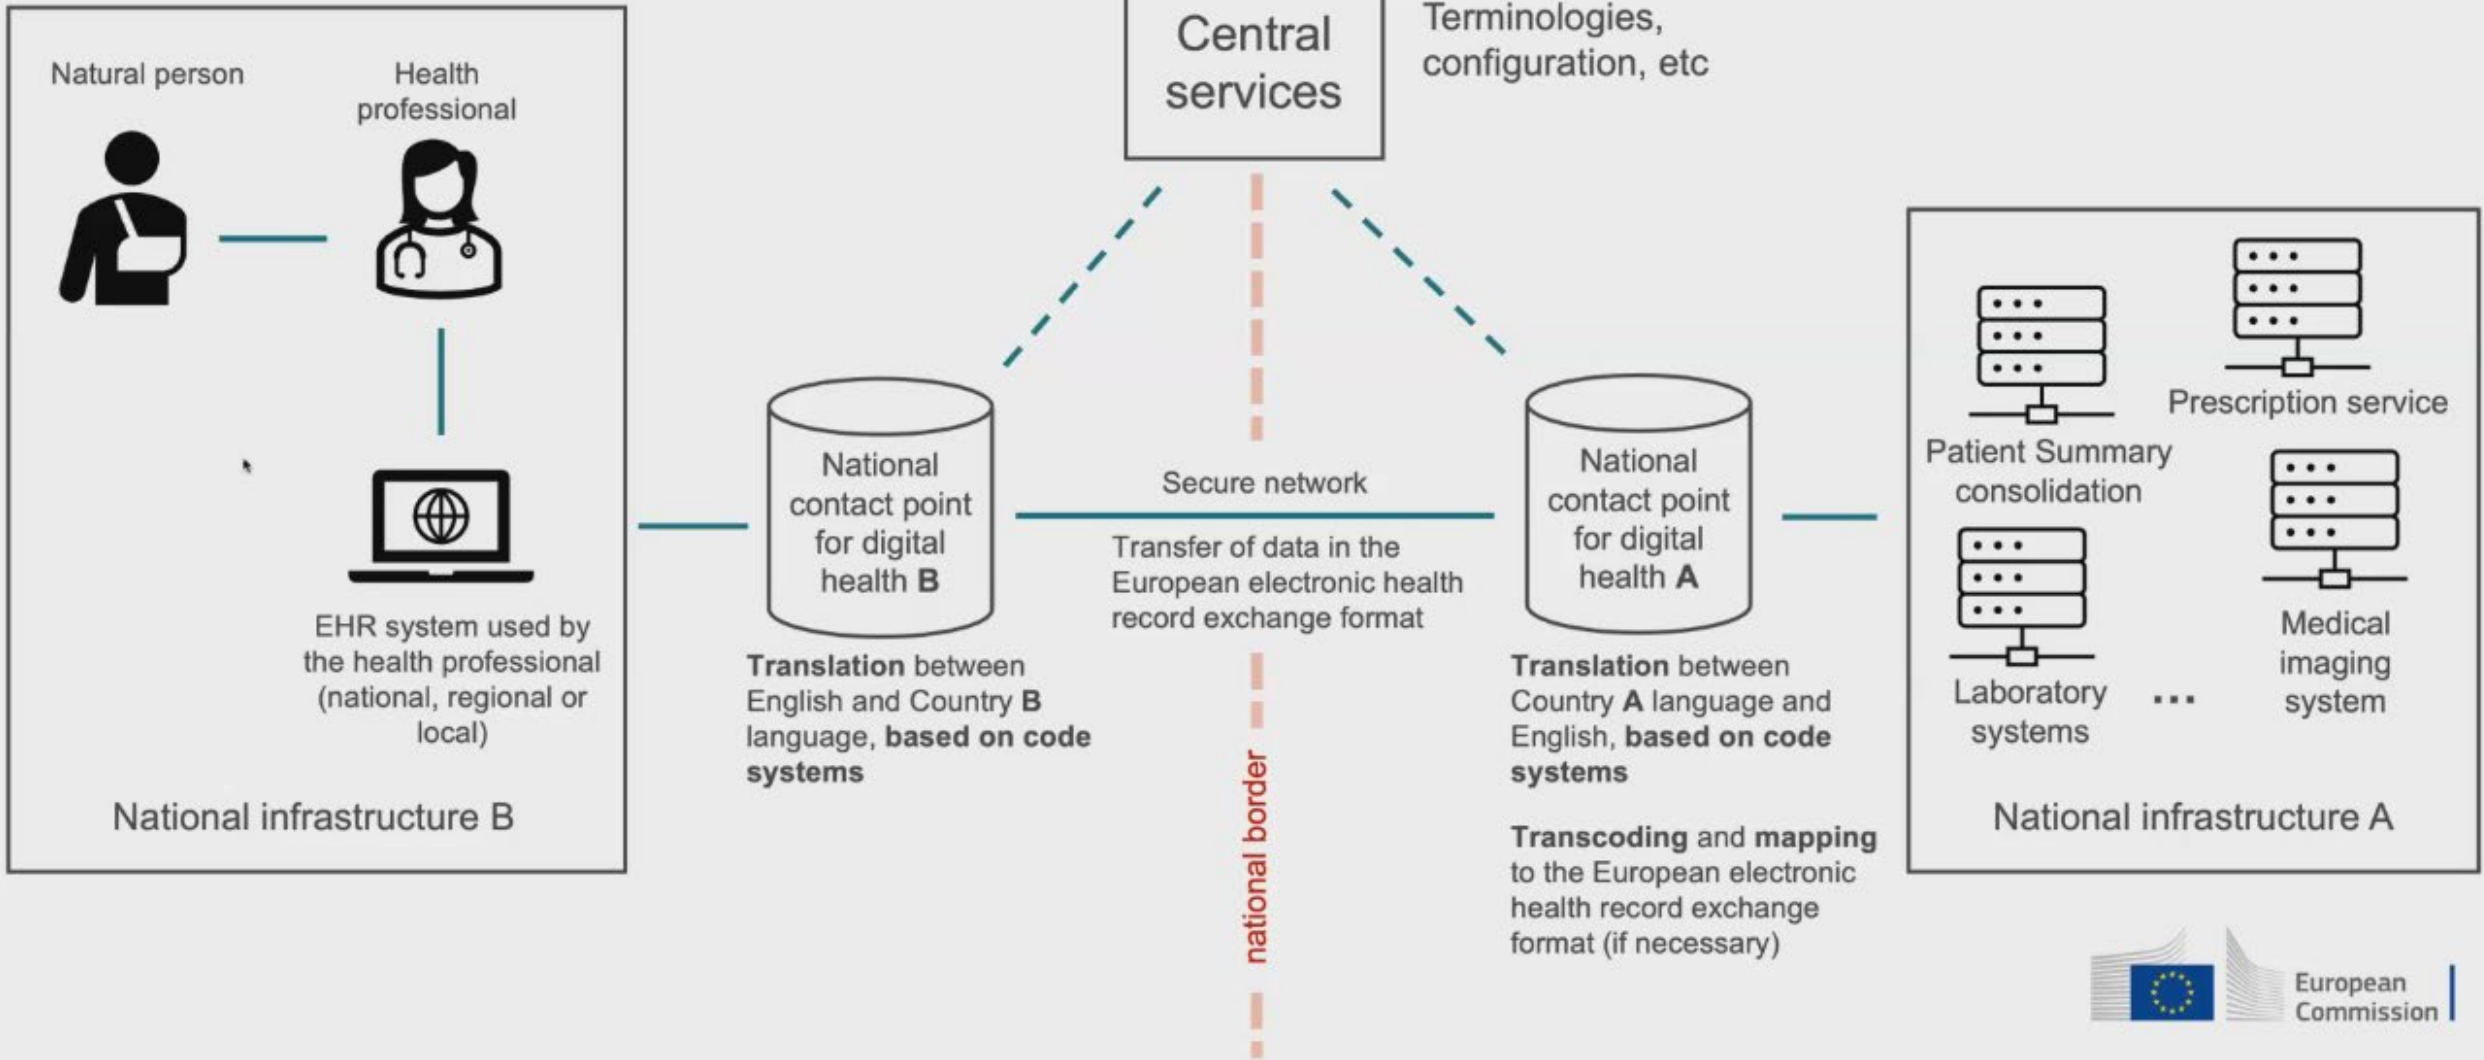 Central
services
Terminologies,
configuration, etc
Natural person
Health
professional
EHR system used by
the health professional
(national, regional or
local)
National infrastructure B
National
contact point
for digital
health B
Translation between
English and Country B
language, based on code
systems
Secure network
Transfer of data in the
European electronic health
record exchange format
national border
National
contact point
for digital
health A
Translation between
Country A language and
English, based on code
systems
Transcoding and mapping
to the European electronic
health record exchange
format (if necessary)
Prescription service
Patient Summary
consolidation
Laboratory
systems
...
Medical
imaging
system
National infrastructure A
European
Commission